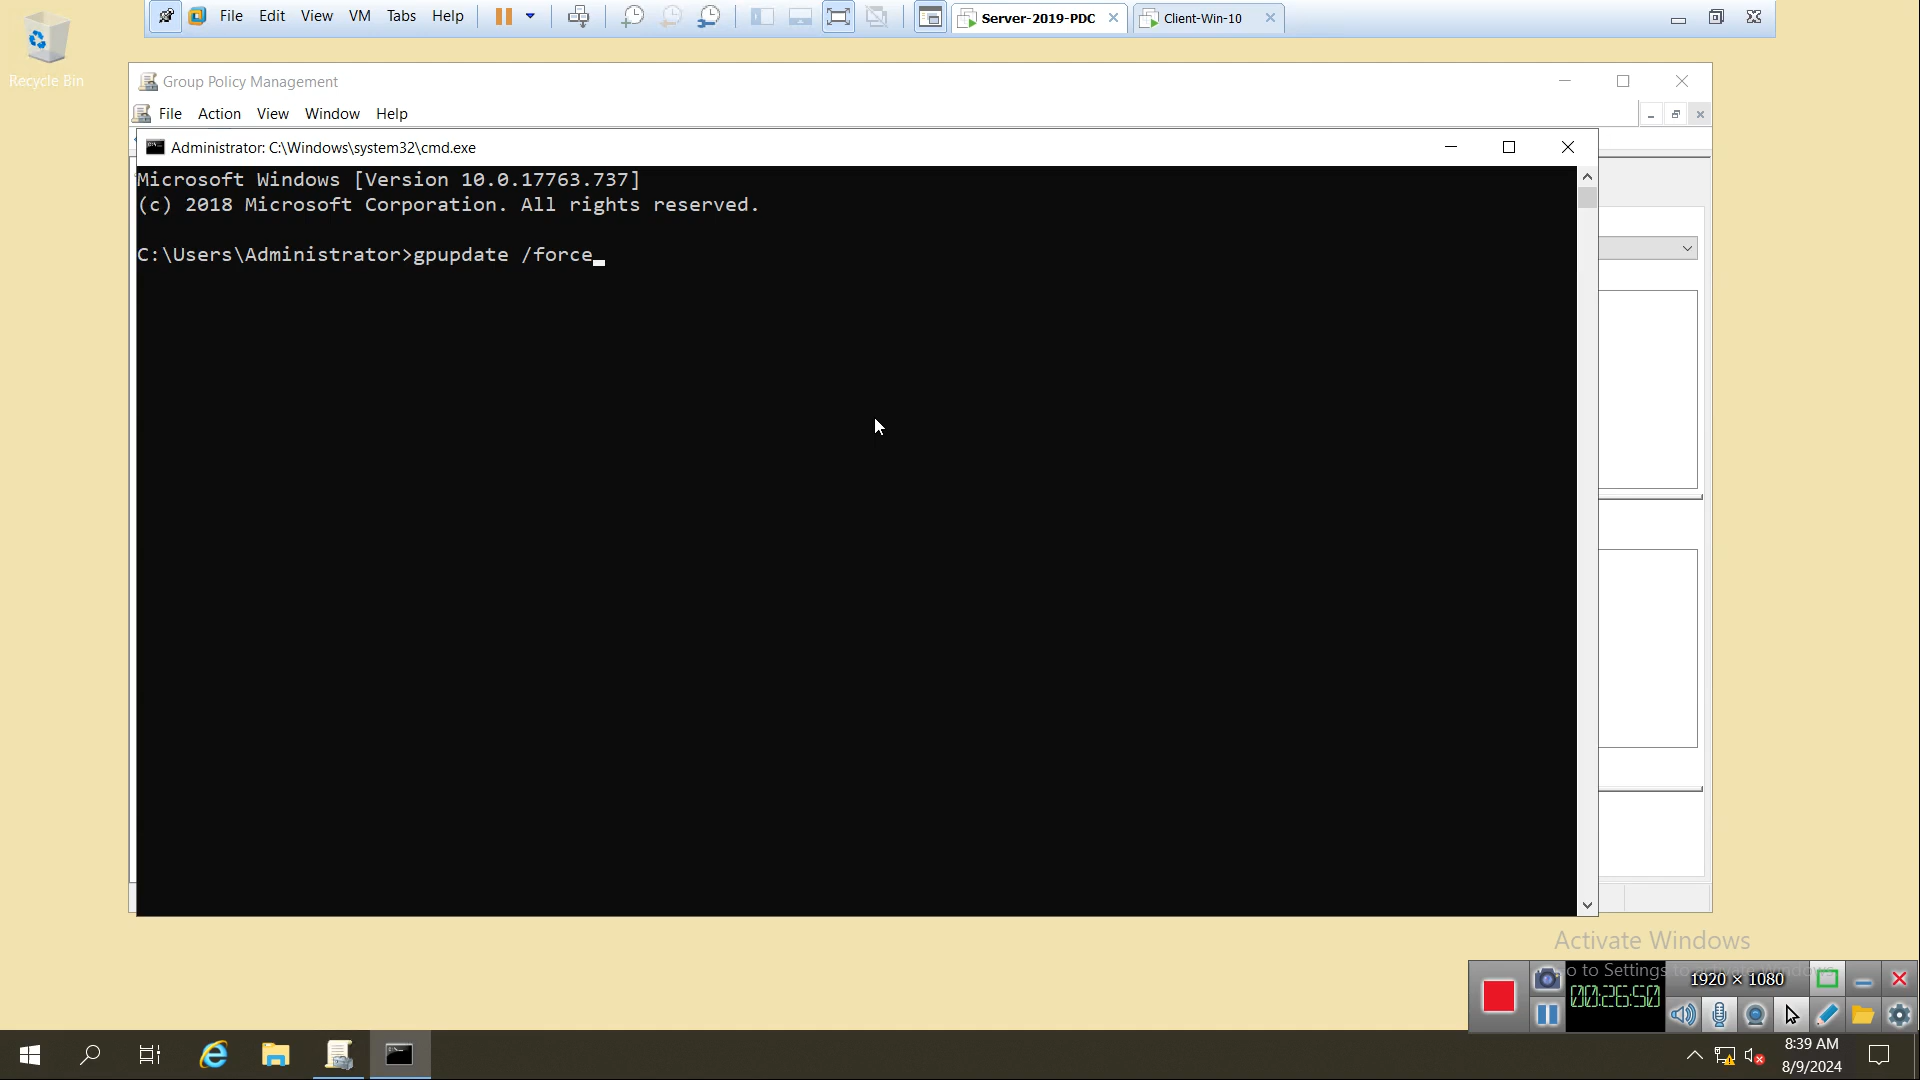 File Edit View VM Tabs Help Server-2019-PDC Client-Win-10
Recycle Bin
Group Policy Management
File Action View Window Help
Administrator: C:\Windows\system32\cmd.exe
Microsoft Windows [Version 10.0.17763.737]
(c) 2018 Microsoft Corporation. All rights reserved.
C:\Users\Administrator>gpupdate /force
Activate Windows
o to Settings to
1920 × 1080
00:26:50
8:39 AM
8/9/2024